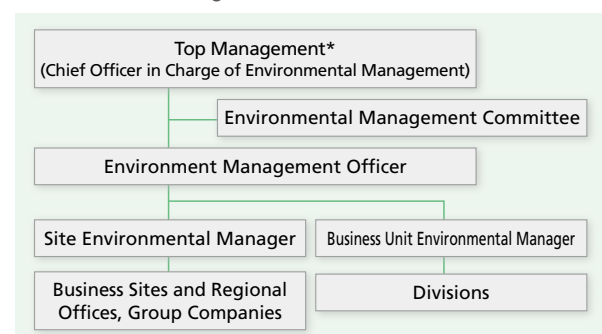 Top Management*
(Chief Officer in Charge of Environmental Management)
Environmental Management Committee
Environment Management Officer
Site Environmental Manager
Business Unit Environmental Manager
Business Sites and Regional
Offices, Group Companies
Divisions